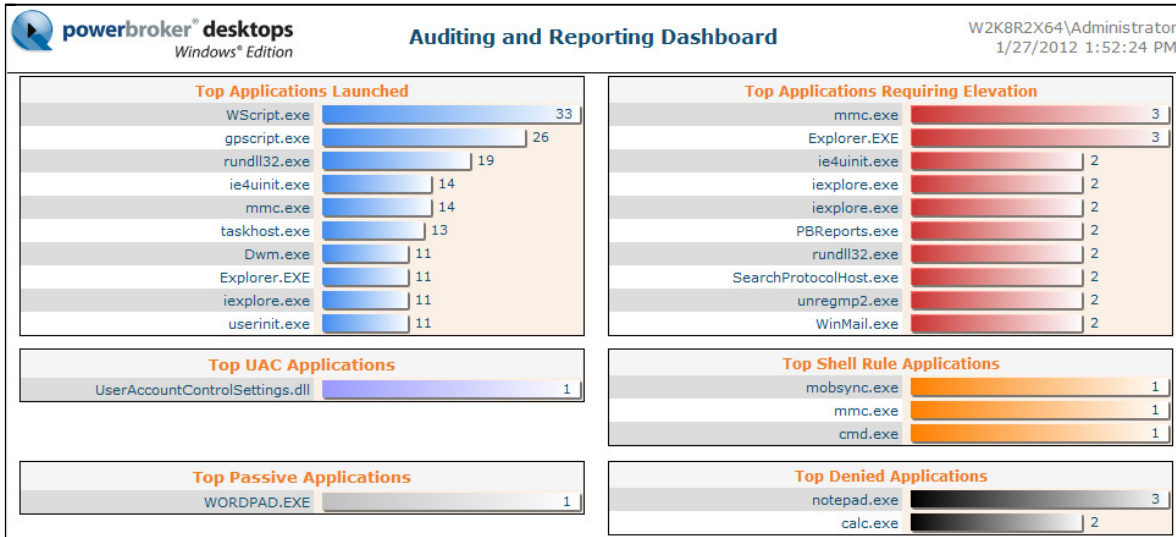 powerbroker® desktops
Windows® Edition
Auditing and Reporting Dashboard
W2K8R2X64\Administrator
1/27/2012 1:52:24 PM
Top Applications Launched
WScript.exe 33
gpscript.exe 26
rundll32.exe 19
ie4uinit.exe 14
mmc.exe 14
taskhost.exe 13
Dwm.exe 11
Explorer.EXE 11
iexplore.exe 11
userinit.exe 11
Top Applications Requiring Elevation
mmc.exe 3
Explorer.EXE 3
ie4uinit.exe 2
iexplore.exe 2
iexplore.exe 2
PBReports.exe 2
rundll32.exe 2
SearchProtocolHost.exe 2
unregmp2.exe 2
WinMail.exe 2
Top UAC Applications
UserAccountControlSettings.dll 1
Top Shell Rule Applications
mobsync.exe 1
mmc.exe 1
cmd.exe 1
Top Passive Applications
WORDPAD.EXE 1
Top Denied Applications
notepad.exe 3
calc.exe 2